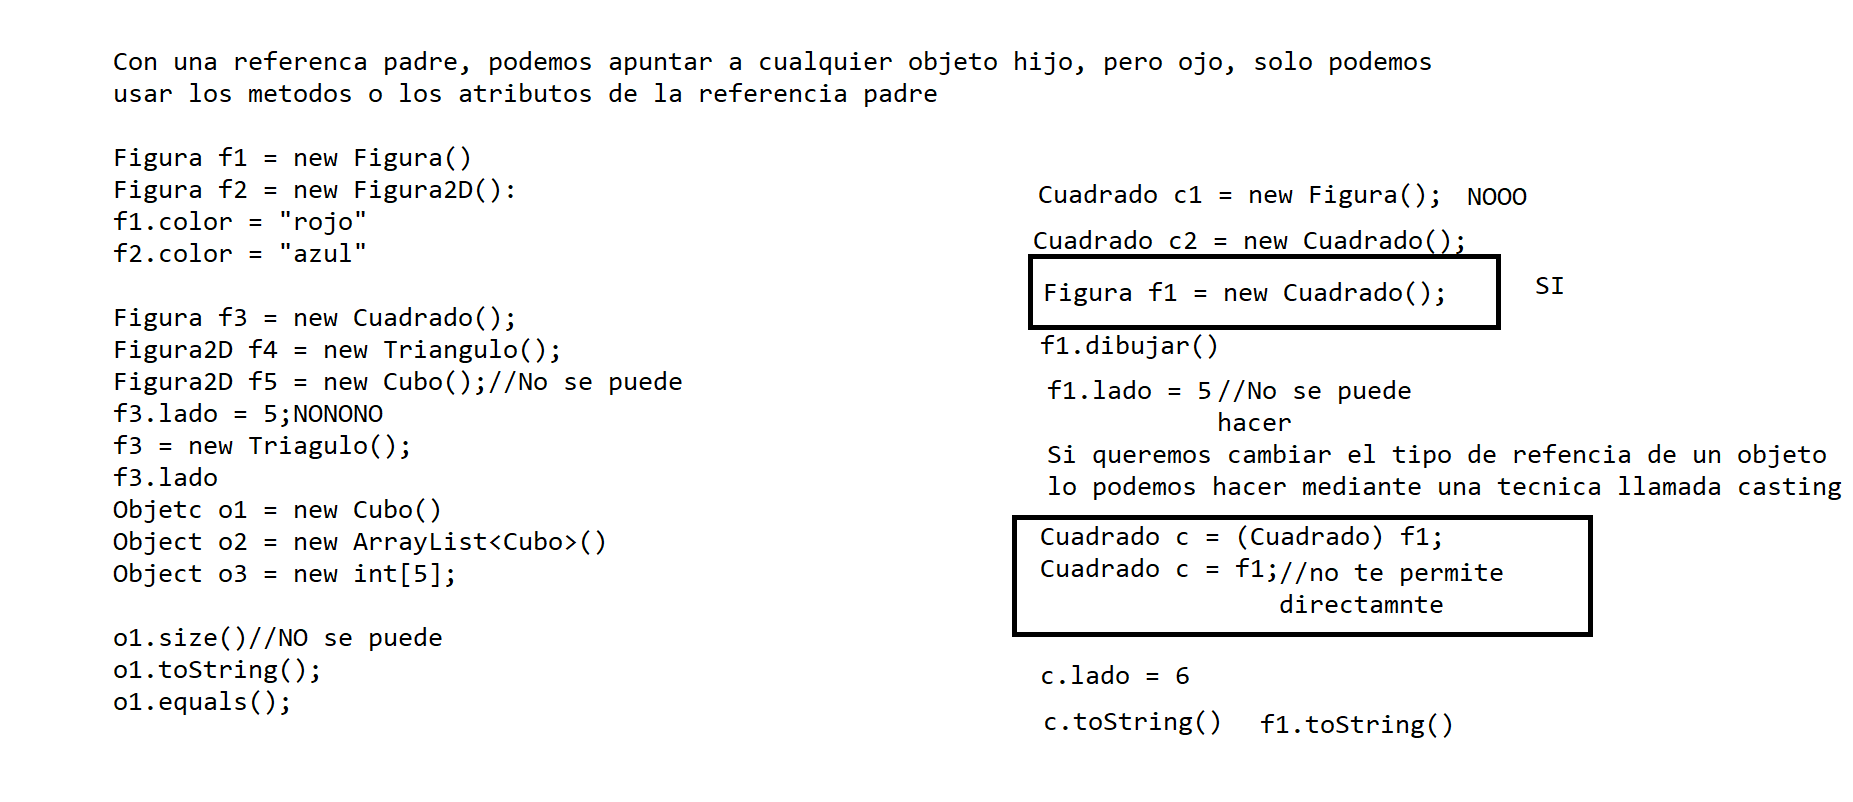 Con una referenca padre, podemos apuntar a cualquier objeto hijo, pero ojo, solo podemos
usar los metodos o los atributos de la referencia padre
Figura f1 = new Figura()
Figura f2 = new Figura2D():
f1.color = "rojo"
f2.color = "azul"
Figura f3 = new Cuadrado();
Figura2D f4 = new Triangulo();
Figura2D f5 = new Cubo();//No se puede
f3.lado = 5;NONONO
f3 = new Triagulo();
f3.lado
Objetc o1 = new Cubo()
Object o2 = new ArrayList<Cubo>()
Object o3 = new int[5];
o1.size()//NO se puede
o1.toString();
o1.equals();
Cuadrado c1 = new Figura(); NOOO
Cuadrado c2 = new Cuadrado();
Figura f1 = new Cuadrado(); SI
f1.dibujar()
f1.lado = 5 //No se puede
hacer
Si queremos cambiar el tipo de refencia de un objeto
lo podemos hacer mediante una tecnica llamada casting
Cuadrado c = (Cuadrado) f1;
Cuadrado c = f1;//no te permite
directamnte
c.lado = 6
c.toString() f1.toString()